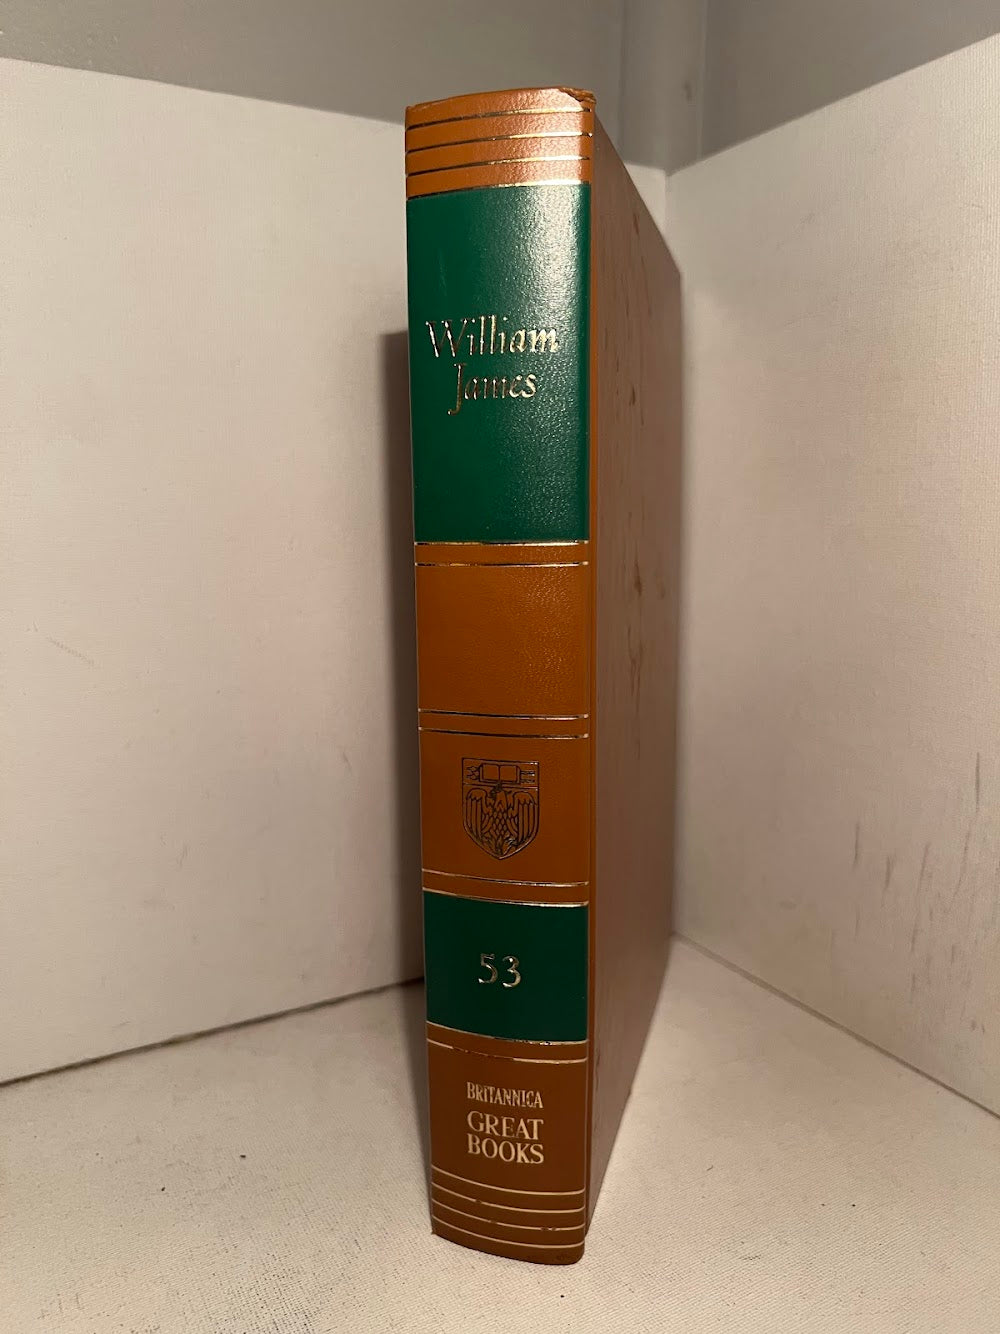 William
James
53
BRITANNICA
GREAT
BOOKS